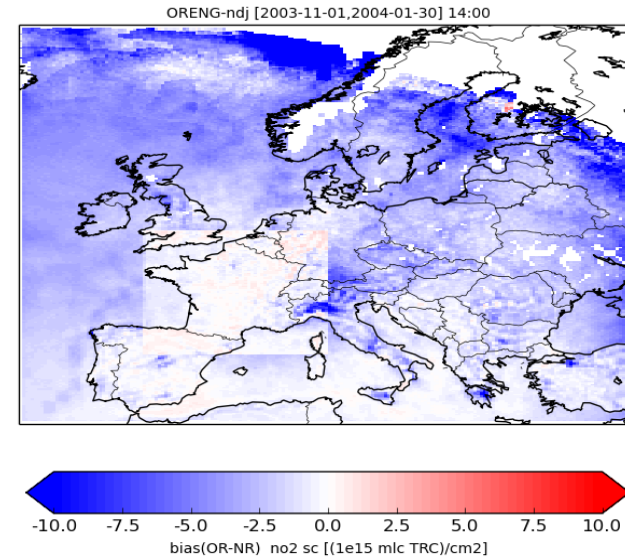 ORENG-ndj [2003-11-01,2004-01-30] 14:00
-10.0 -7.5 -5.0 -2.5 0.0 2.5 5.0 7.5 10.0
bias(OR-NR) no2 sc [(1e15 mlc TRC)/cm2]